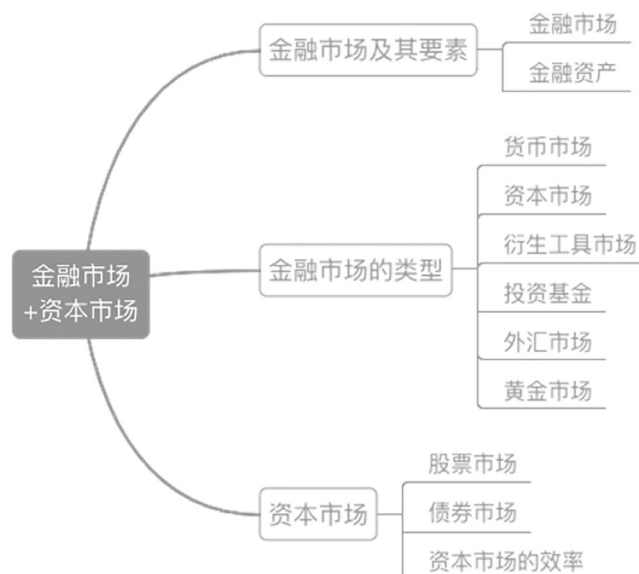 金融市场
+资本市场
金融市场及其要素
金融市场
金融资产
金融市场的类型
货币市场
资本市场
衍生工具市场
投资基金
外汇市场
黄金市场
资本市场
股票市场
债券市场
资本市场的效率